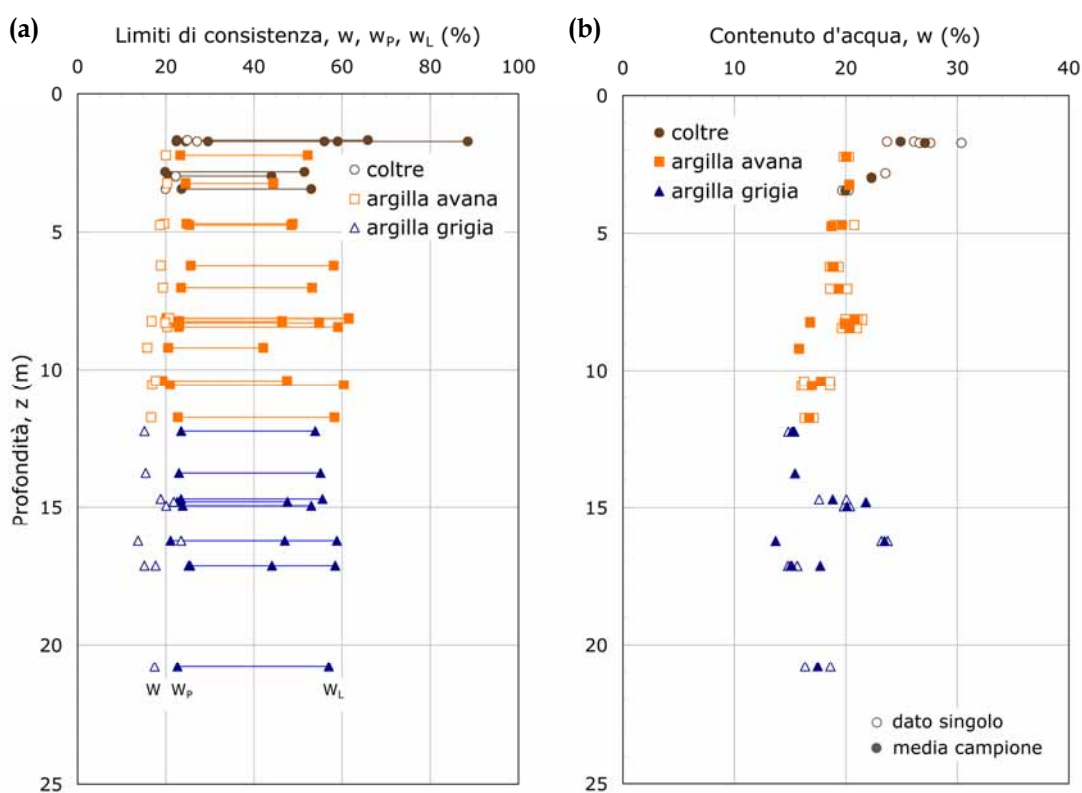 (a)
Limiti di consistenza, w, wP, wL (%)
0 20 40 60 80 100
Profondità, z (m)
0
5
10
15
20
25
coltre
argilla avana
argilla grigia
W WP WL
(b)
Contenuto d'acqua, w (%)
0 10 20 30 40
0
5
10
15
20
25
coltre
argilla avana
argilla grigia
dato singolo
media campione